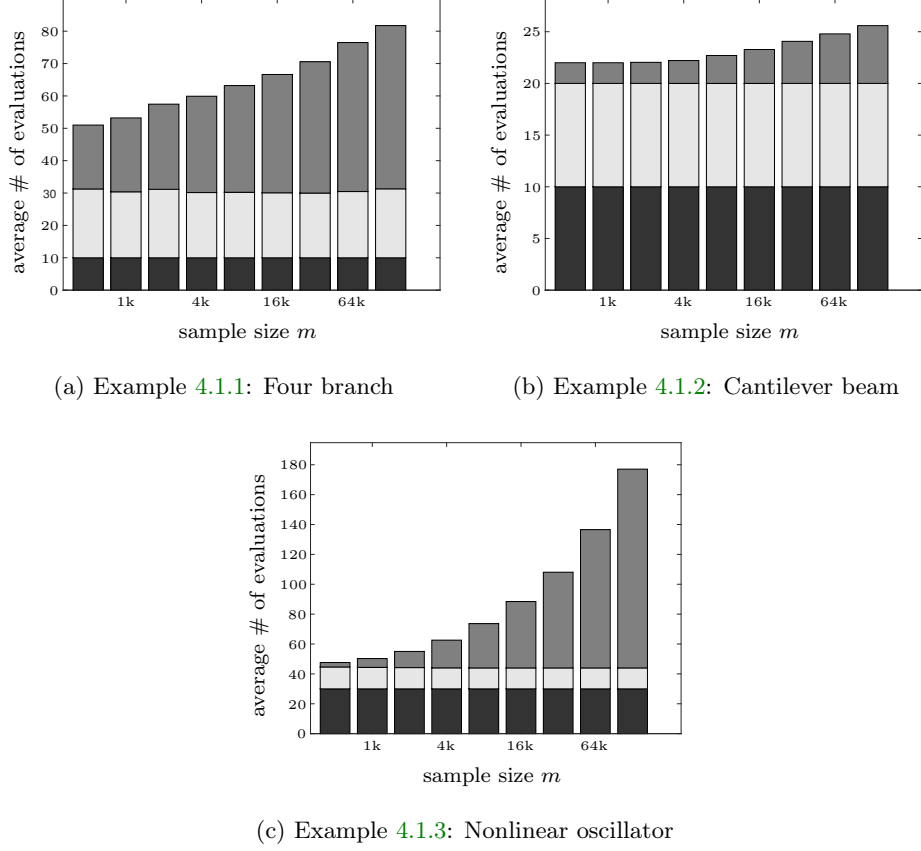 80
70
60
50
40
30
20
10
0
average # of evaluations
1k 4k 16k 64k
sample size m
(a) Example 4.1.1: Four branch
25
20
15
10
5
0
average # of evaluations
1k 4k 16k 64k
sample size m
(b) Example 4.1.2: Cantilever beam
180
160
140
120
100
80
60
40
20
0
average # of evaluations
1k 4k 16k 64k
sample size m
(c) Example 4.1.3: Nonlinear oscillator